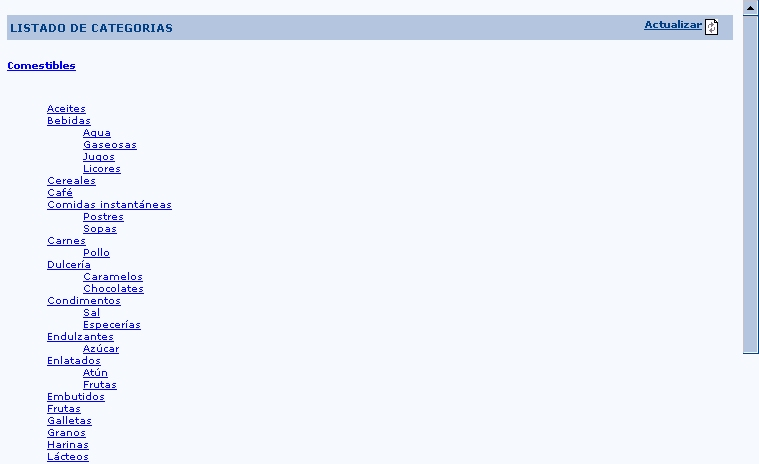 LISTADO DE CATEGORIAS Actualizar
Comestibles
Aceites
Bebidas
Agua
Gaseosas
Jugos
Licores
Cereales
Café
Comidas instantáneas
Postres
Sopas
Carnes
Pollo
Dulcería
Caramelos
Chocolates
Condimentos
Sal
Especerías
Endulzantes
Azúcar
Enlatados
Atún
Frutas
Embutidos
Frutas
Galletas
Granos
Harinas
Lácteos